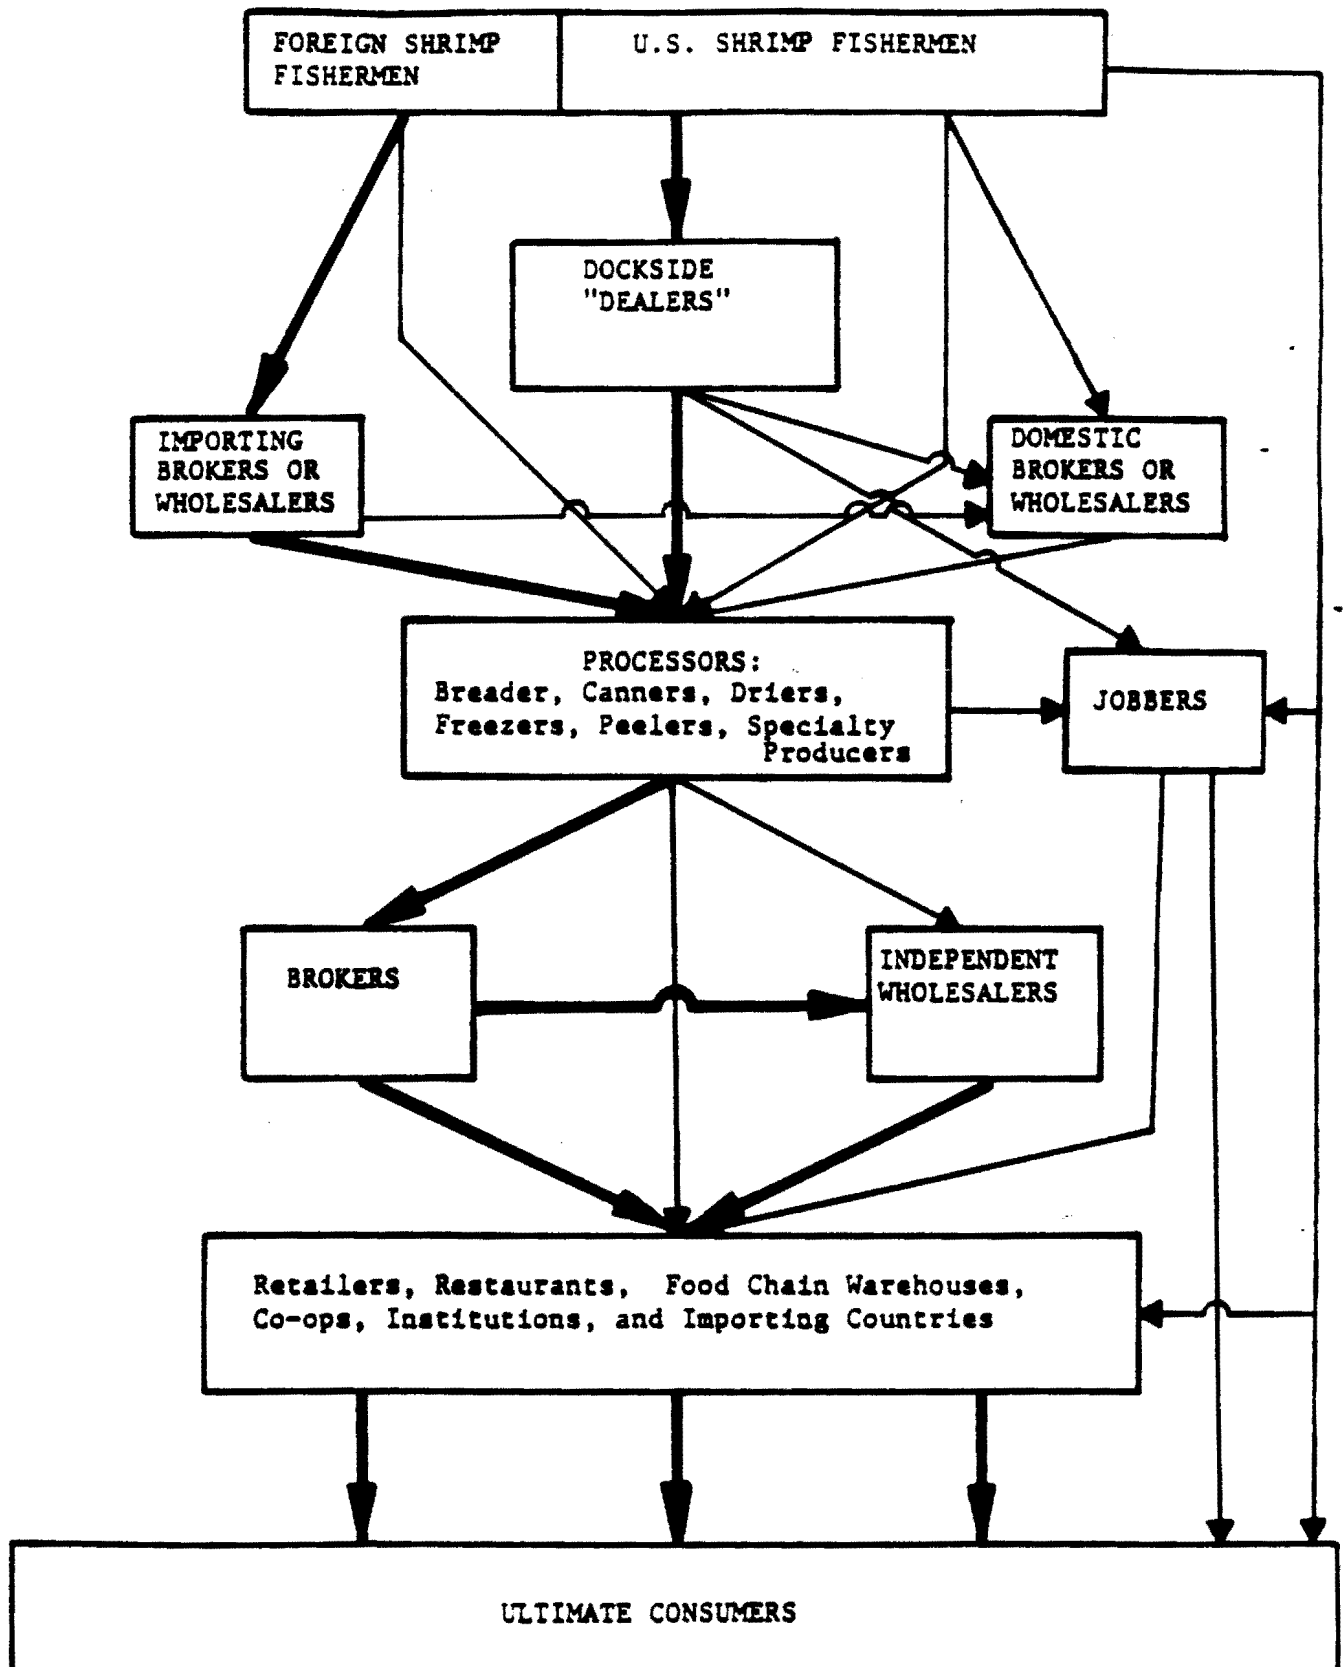 FOREIGN SHRIMP
FISHERMEN
U.S. SHRIMP FISHERMEN
DOCKSIDE
"DEALERS"
IMPORTING
BROKERS OR
WHOLESALERS
DOMESTIC
BROKERS OR
WHOLESALERS
PROCESSORS:
Breader, Canners, Driers,
Freezers, Peelers, Specialty
Producers
JOBBERS
BROKERS
INDEPENDENT
WHOLESALERS
Retailers, Restaurants, Food Chain Warehouses,
Co-ops, Institutions, and Importing Countries
ULTIMATE CONSUMERS